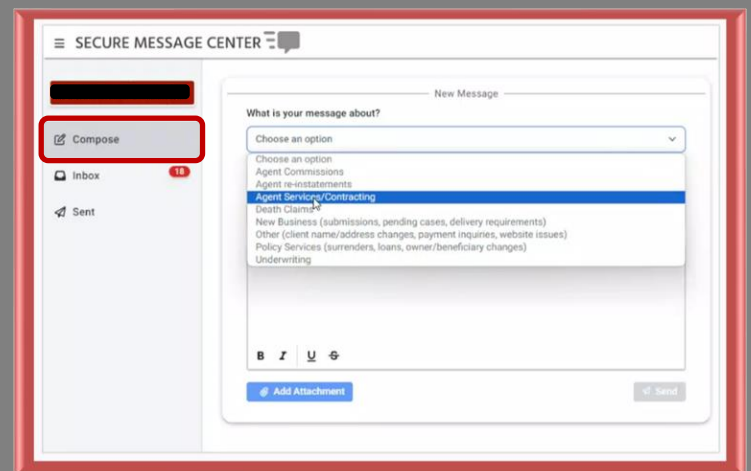 SECURE MESSAGE CENTER
New Message
What is your message about?
Compose
Choose an option
Choose an option
Agent Commissions
Inbox
18
Agent re-instatements
Agent Services/Contracting
Sent
Death Claims
New Business (submissions, pending cases, delivery requirements)
Other (client name/address changes, payment inquiries, website issues)
Policy Services (surrenders, loans, owner/beneficiary changes)
Underwriting
B I U S
Add Attachment
Send